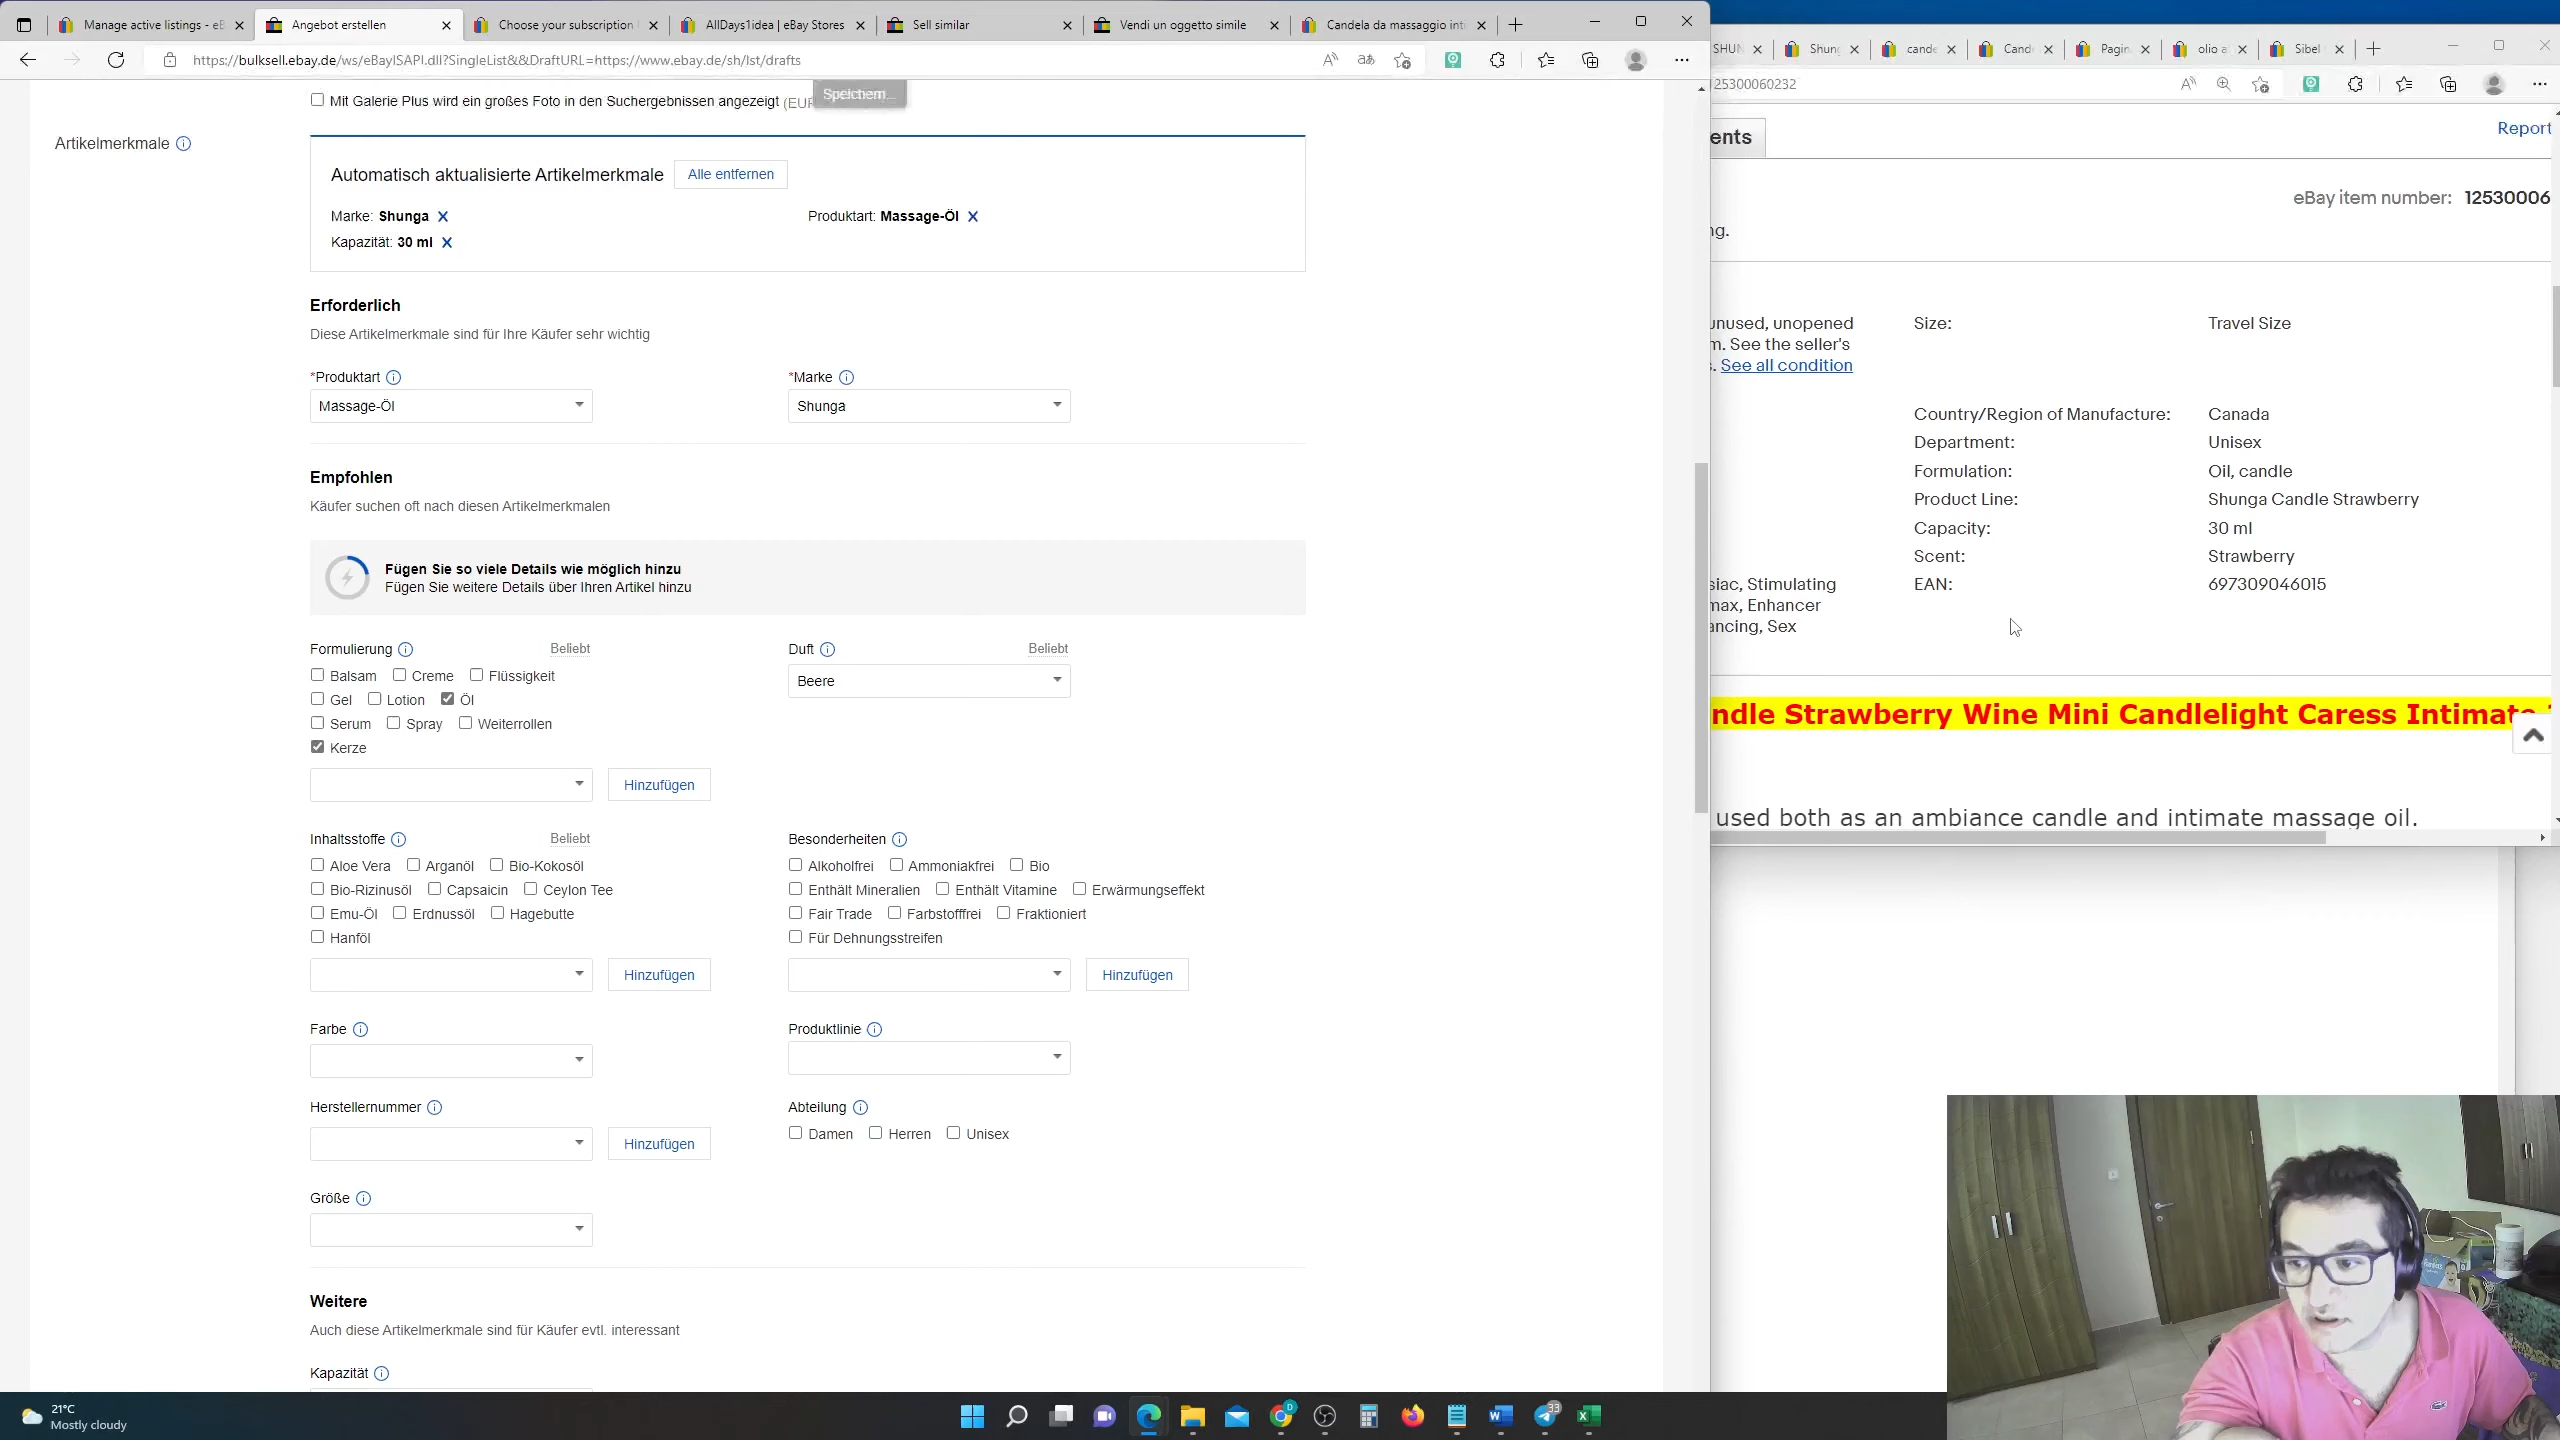 Manage active listings - eB
Angebot erstellen
Choose your subscription
AllDays1idea | eBay Stores
Sell similar
Vendi un oggetto simile
Candela da massaggio int
https://bulksell.ebay.de/ws/eBayISAPI.dll?SingleList&&DraftURL=https://www.ebay.de/sh/lst/drafts
Mit Galerie Plus wird ein großes Foto in den Suchergebnissen angezeigt (EUR
Speichern...
Artikelmerkmale
Automatisch aktualisierte Artikelmerkmale
Alle entfernen
Marke: Shunga
Produktart: Massage-Öl
Kapazität: 30 ml
Erforderlich
Diese Artikelmerkmale sind für Ihre Käufer sehr wichtig
*Produktart
*Marke
Massage-Öl
Shunga
Empfohlen
Käufer suchen oft nach diesen Artikelmerkmalen
Fügen Sie so viele Details wie möglich hinzu
Fügen Sie weitere Details über Ihren Artikel hinzu
Formulierung
Beliebt
Duft
Beliebt
Balsam Creme Flüssigkeit
Beere
Gel Lotion Öl
Serum Spray Weiterrollen
Kerze
Hinzufügen
Inhaltsstoffe
Beliebt
Besonderheiten
Aloe Vera Arganöl Bio-Kokosöl
Alkoholfrei Ammoniakfrei Bio
Bio-Rizinusöl Capsaicin Ceylon Tee
Enthält Mineralien Enthält Vitamine Erwärmungseffekt
Emu-Öl Erdnussöl Hagebutte
Fair Trade Farbstofffrei Fraktioniert
Hanföl
Für Dehnungsstreifen
Hinzufügen
Hinzufügen
Farbe
Produktlinie
Herstellernummer
Abteilung
Hinzufügen
Damen Herren Unisex
Größe
Weitere
Auch diese Artikelmerkmale sind für Käufer evtl. interessant
Kapazität
SHUN
Shung
cande
Cand
Pagin
olio a
Sibel
25300060232
ents
Report
eBay item number: 12530006
ng.
unused, unopened
m. See the seller's
s. See all condition
Size: Travel Size
Country/Region of Manufacture: Canada
Department: Unisex
Formulation: Oil, candle
Product Line: Shunga Candle Strawberry
Capacity: 30 ml
Scent: Strawberry
EAN: 697309046015
siac, Stimulating
max, Enhancer
ancing, Sex
ndle Strawberry Wine Mini Candlelight Caress Intimate
used both as an ambiance candle and intimate massage oil.
21°C
Mostly cloudy
33